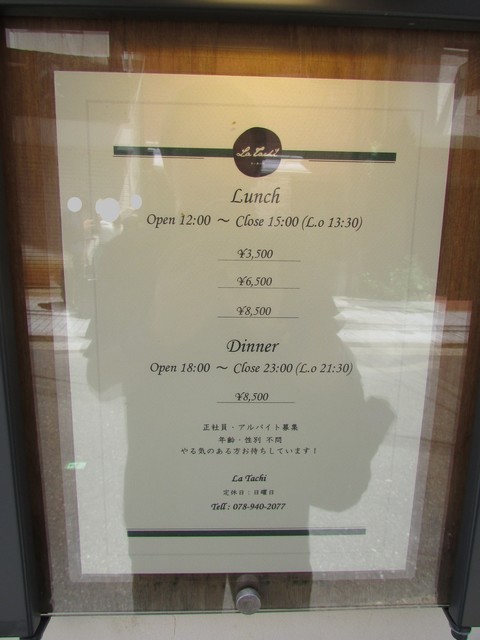 La Tachi
Lunch
Open 12:00 ～ Close 15:00 (L.o 13:30)
¥3,500
¥6,500
¥8,500
Dinner
Open 18:00 ～ Close 23:00 (L.o 21:30)
¥8,500
正社員・アルバイト募集
年齢・性別 不問
やる気のある方お待ちしています！
La Tachi
定休日：日曜日
Tell : 078-940-2077